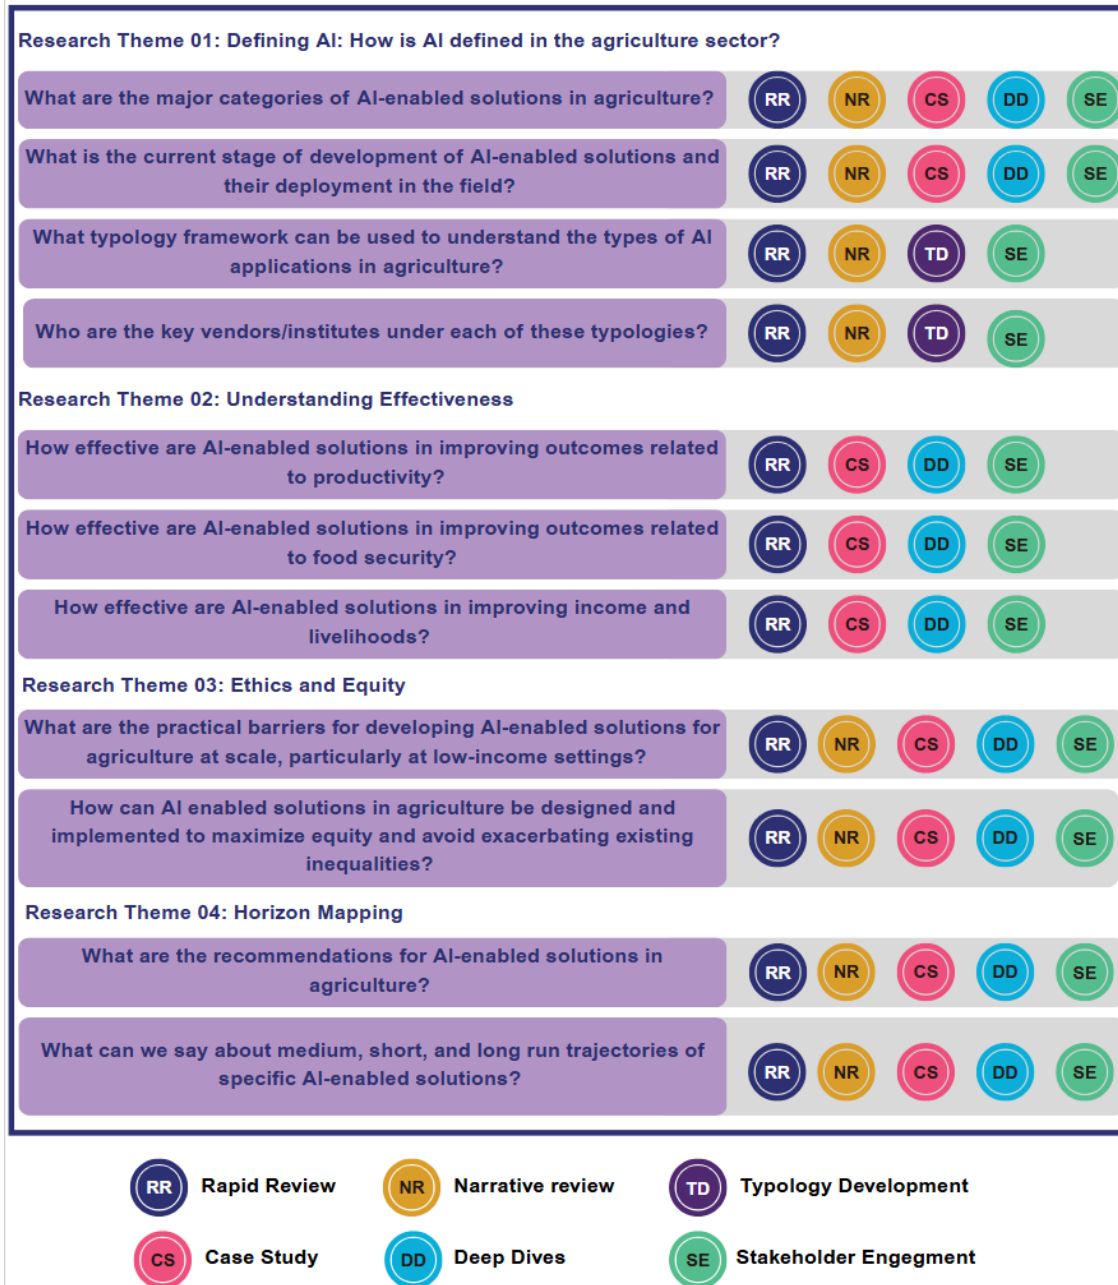 Research Theme 01: Defining AI: How is AI defined in the agriculture sector?
What are the major categories of AI-enabled solutions in agriculture?
RR NR CS DD SE
What is the current stage of development of AI-enabled solutions and
their deployment in the field?
RR NR CS DD SE
What typology framework can be used to understand the types of AI
applications in agriculture?
RR NR TD SE
Who are the key vendors/institutes under each of these typologies?
RR NR TD SE
Research Theme 02: Understanding Effectiveness
How effective are AI-enabled solutions in improving outcomes related
to productivity?
RR CS DD SE
How effective are AI-enabled solutions in improving outcomes related
to food security?
RR CS DD SE
How effective are AI-enabled solutions in improving income and
livelihoods?
RR CS DD SE
Research Theme 03: Ethics and Equity
What are the practical barriers for developing AI-enabled solutions for
agriculture at scale, particularly at low-income settings?
RR NR CS DD SE
How can AI enabled solutions in agriculture be designed and
implemented to maximize equity and avoid exacerbating existing
inequalities?
RR NR CS DD SE
Research Theme 04: Horizon Mapping
What are the recommendations for AI-enabled solutions in
agriculture?
RR NR CS DD SE
What can we say about medium, short, and long run trajectories of
specific AI-enabled solutions?
RR NR CS DD SE
RR Rapid Review NR Narrative review TD Typology Development
CS Case Study DD Deep Dives SE Stakeholder Engegment